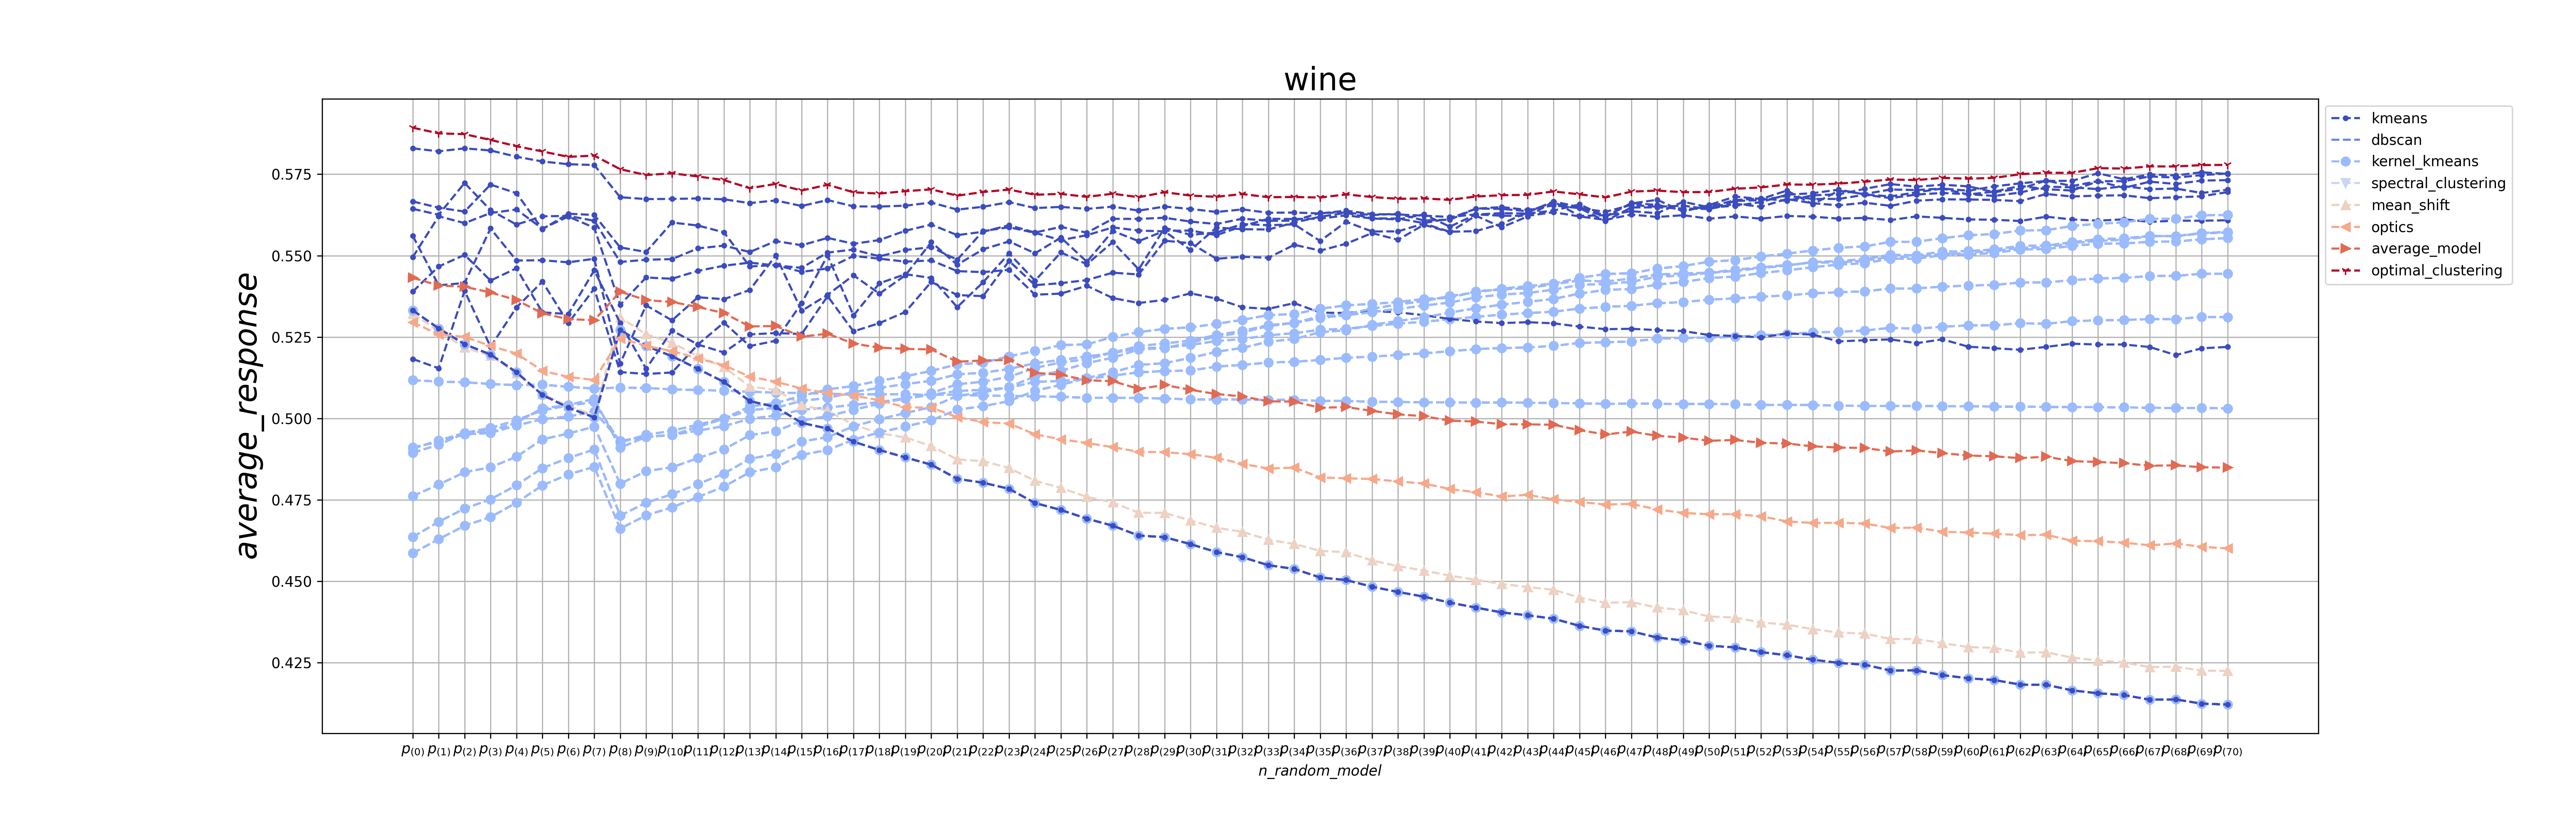 wine
average_response
0.575
0.550
0.525
0.500
0.475
0.450
0.425
p(0) p(1) p(2) p(3) p(4) p(5) p(6) p(7) p(8) p(9) p(10) p(11) p(12) p(13) p(14) p(15) p(16) p(17) p(18) p(19) p(20) p(21) p(22) p(23) p(24) p(25) p(26) p(27) p(28) p(29) p(30) p(31) p(32) p(33) p(34) p(35) p(36) p(37) p(38) p(39) p(40) p(41) p(42) p(43) p(44) p(45) p(46) p(47) p(48) p(49) p(50) p(51) p(52) p(53) p(54) p(55) p(56) p(57) p(58) p(59) p(60) p(61) p(62) p(63) p(64) p(65) p(66) p(67) p(68) p(69) p(70)
n_random_model
kmeans
dbscan
kernel_kmeans
spectral_clustering
mean_shift
optics
average_model
optimal_clustering